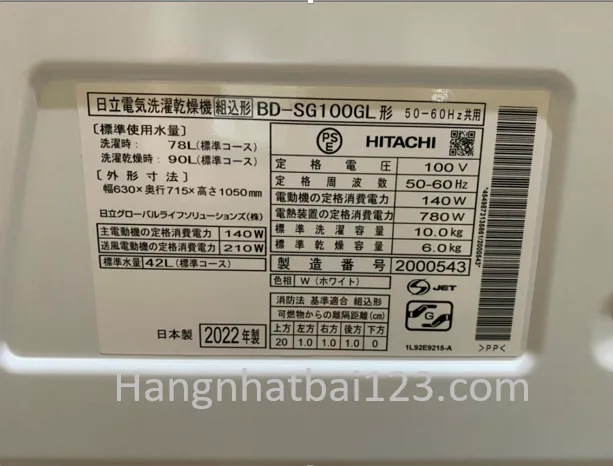 日立電気洗濯乾燥機 組込形 BD-SG100GL形 50-60Hz共用
〔標準使用水量〕
洗濯時: 78L(標準コース)
洗濯乾燥時: 90L(標準コース)
〔外形寸法〕
幅630×奥行715×高さ1050mm
日立グローバルライフソリューションズ(株)
主電動機の定格消費電力 140W
送風電動機の定格消費電力 210W
標準水量 42L(標準コース)
日本製 2022年製
PSE HITACHI
定格電圧 100V
定格周波数 50-60Hz
電動機の定格消費電力 140W
電熱装置の定格消費電力 780W
標準洗濯容量 10.0kg
標準乾燥容量 6.0kg
製造番号 2000543
色相 W(ホワイト)
消防法 基準適合 組込形
可燃物からの離隔距離(cm)
上方 左方 右方 後方 下方
20 1.0 1.0 1.0 0
S JET
G
1L92E9215-A
>PP<
Hangnhatbai123.com